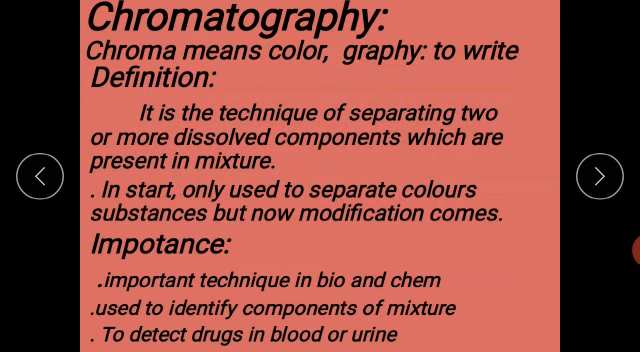 Chromatography:
Chroma means color, graphy: to write
Definition:
It is the technique of separating two
or more dissolved components which are
present in mixture.
. In start, only used to separate colours
substances but now modification comes.
Impotance:
.important technique in bio and chem
.used to identify components of mixture
. To detect drugs in blood or urine